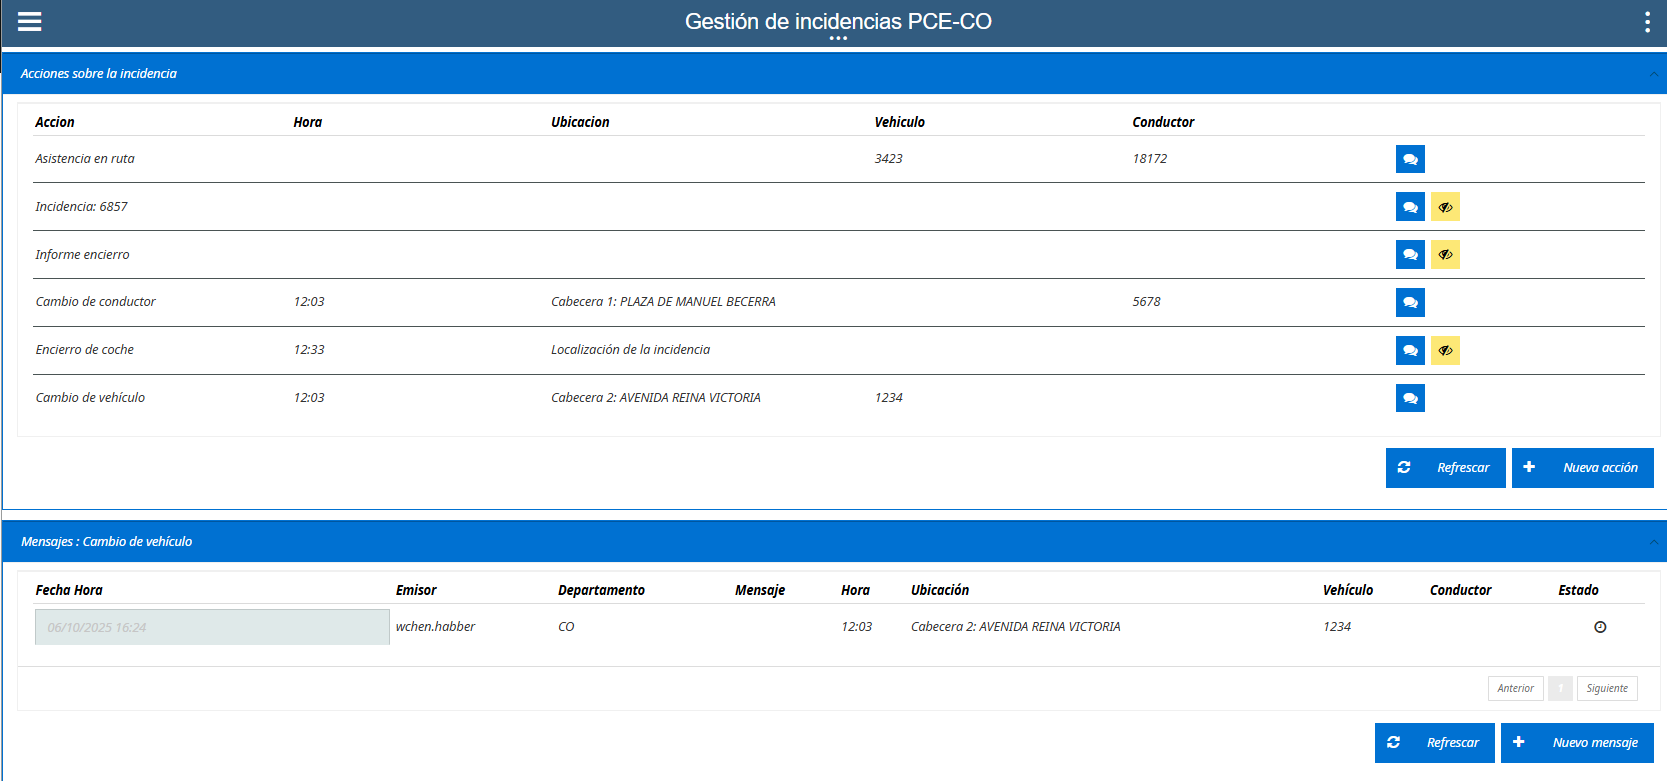 Gestión de incidencias PCE-CO
Acciones sobre la incidencia
Accion Hora Ubicacion Vehiculo Conductor
Asistencia en ruta 3423 18172
Incidencia: 6857
Informe encierro
Cambio de conductor 12:03 Cabecera 1: PLAZA DE MANUEL BECERRA 5678
Encierro de coche 12:33 Localización de la incidencia
Cambio de vehículo 12:03 Cabecera 2: AVENIDA REINA VICTORIA 1234
Refrescar Nueva acción
Mensajes : Cambio de vehículo
Fecha Hora Emisor Departamento Mensaje Hora Ubicación Vehículo Conductor Estado
06/10/2025 16:24 wchen.habber CO 12:03 Cabecera 2: AVENIDA REINA VICTORIA 1234
Anterior 1 Siguiente
Refrescar Nuevo mensaje